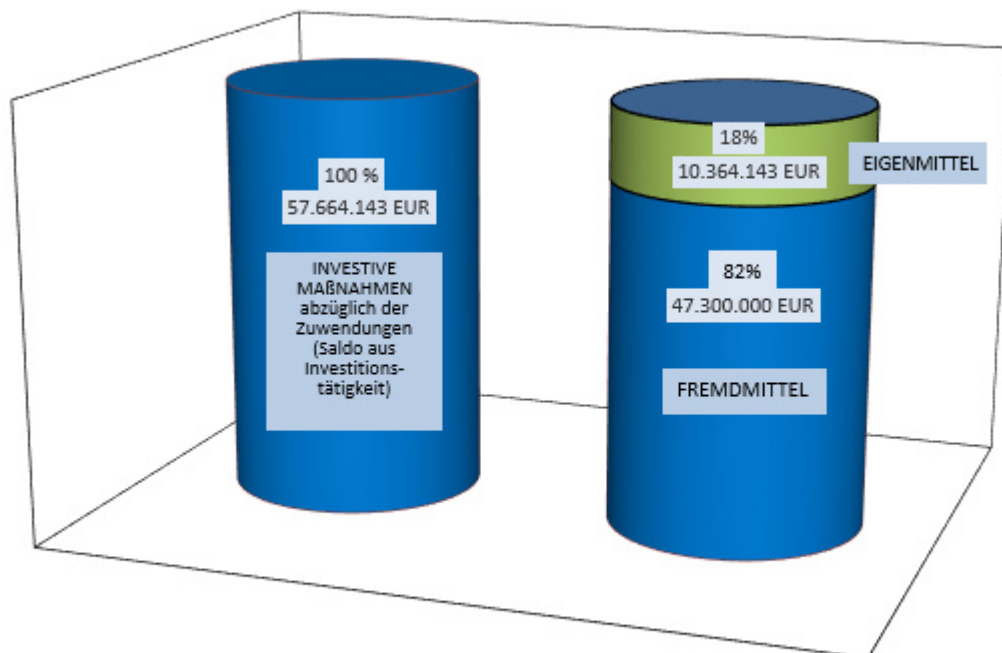 100 %
57.664.143 EUR
INVESTIVE
MAßNAHMEN
abzüglich der
Zuwendungen
(Saldo aus
Investitions-
tätigkeit)
18%
10.364.143 EUR
EIGENMITTEL
82%
47.300.000 EUR
FREMDMITTEL